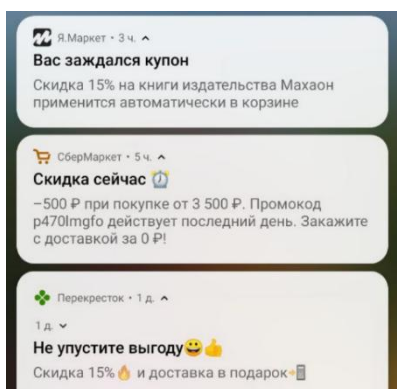 Я.Маркет • 3 ч.
Вас заждался купон
Скидка 15% на книги издательства Махаон
применится автоматически в корзине
СберМаркет • 5 ч.
Скидка сейчас ⏰
−500 ₽ при покупке от 3 500 ₽. Промокод
p470lmgfo действует последний день. Закажите
с доставкой за 0 ₽!
Перекресток • 1 д.
1 д.
Не упустите выгоду😀👍
Скидка 15%🔥 и доставка в подарок📲